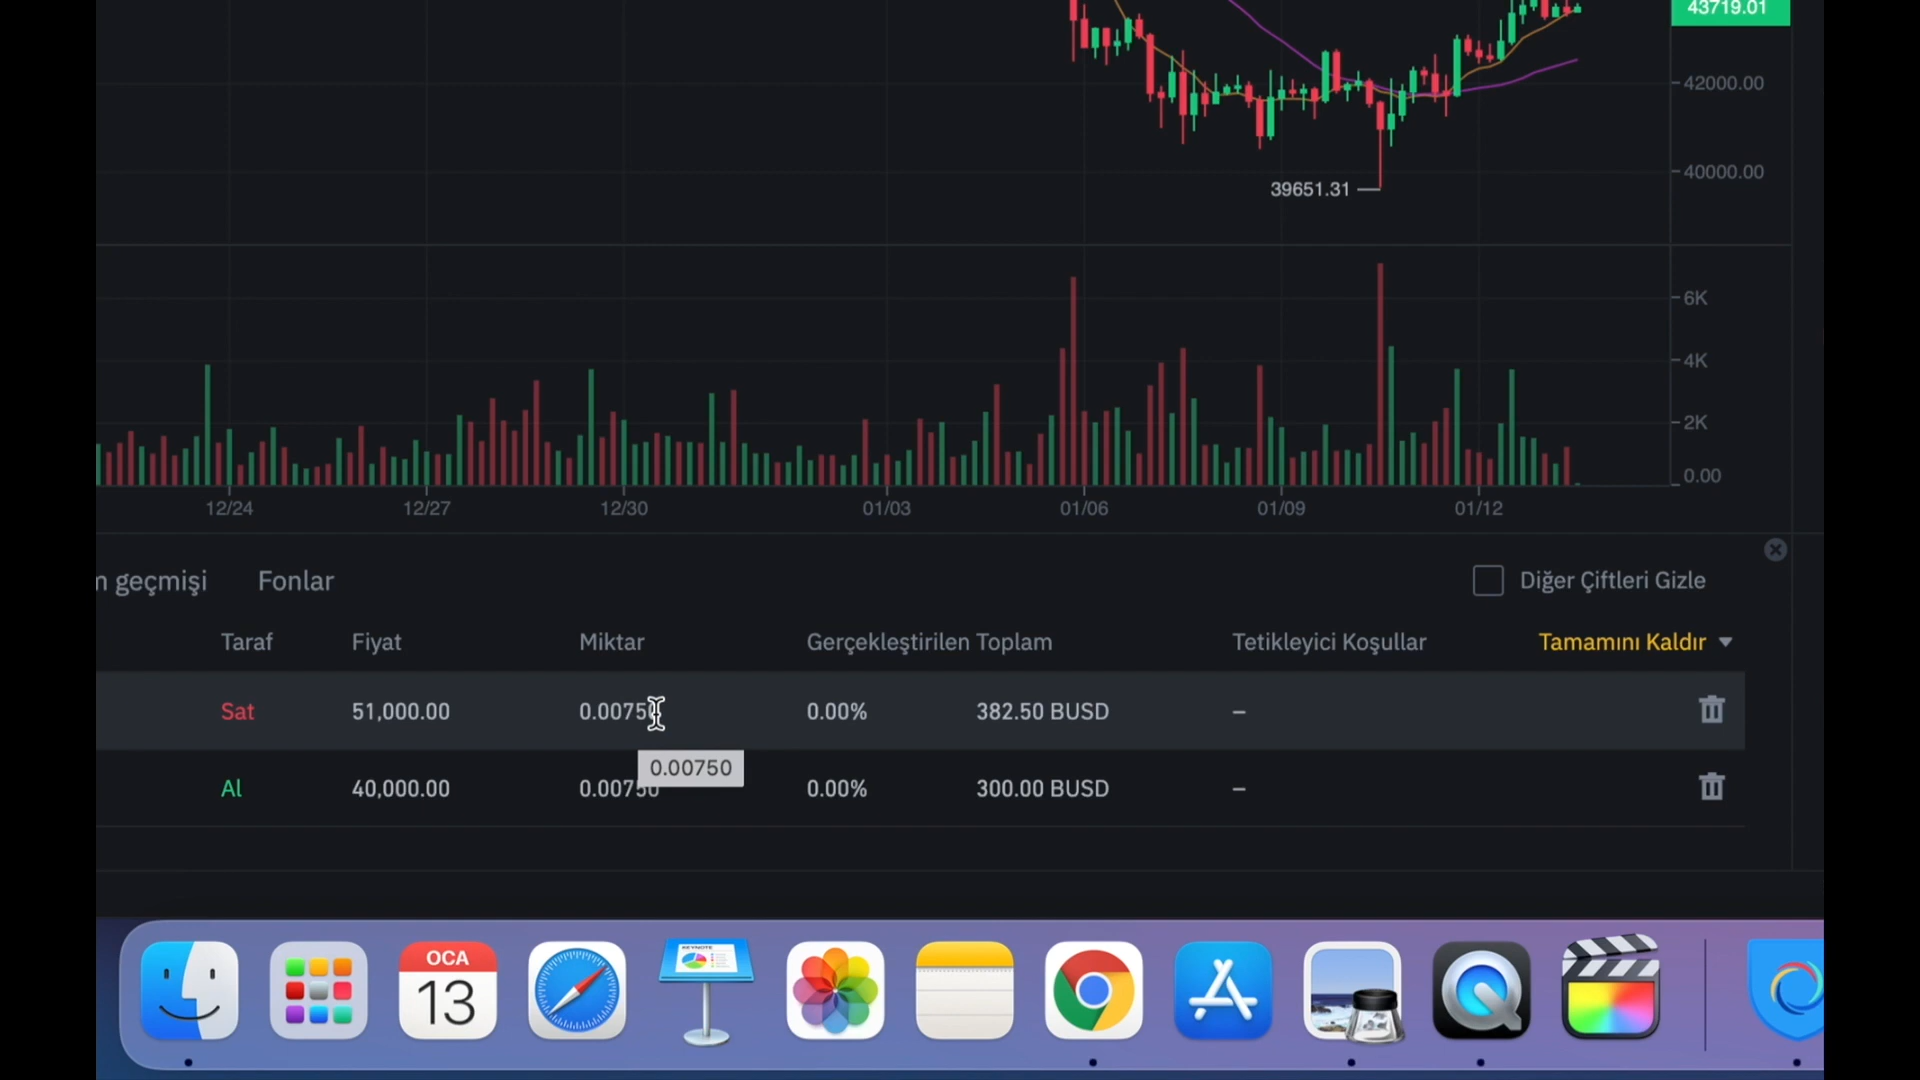 43719.01
42000.00
40000.00
39651.31
6K
4K
2K
0.00
12/24 12/27 12/30 01/03 01/06 01/09 01/12
m geçmişi Fonlar Diğer Çiftleri Gizle
Taraf Fiyat Miktar Gerçekleştirilen Toplam Tetikleyici Koşullar Tamamını Kaldır
Sat 51,000.00 0.00750 0.00% 382.50 BUSD –
0.00750
Al 40,000.00 0.00750 0.00% 300.00 BUSD –
OCA
13
KEYNOTE